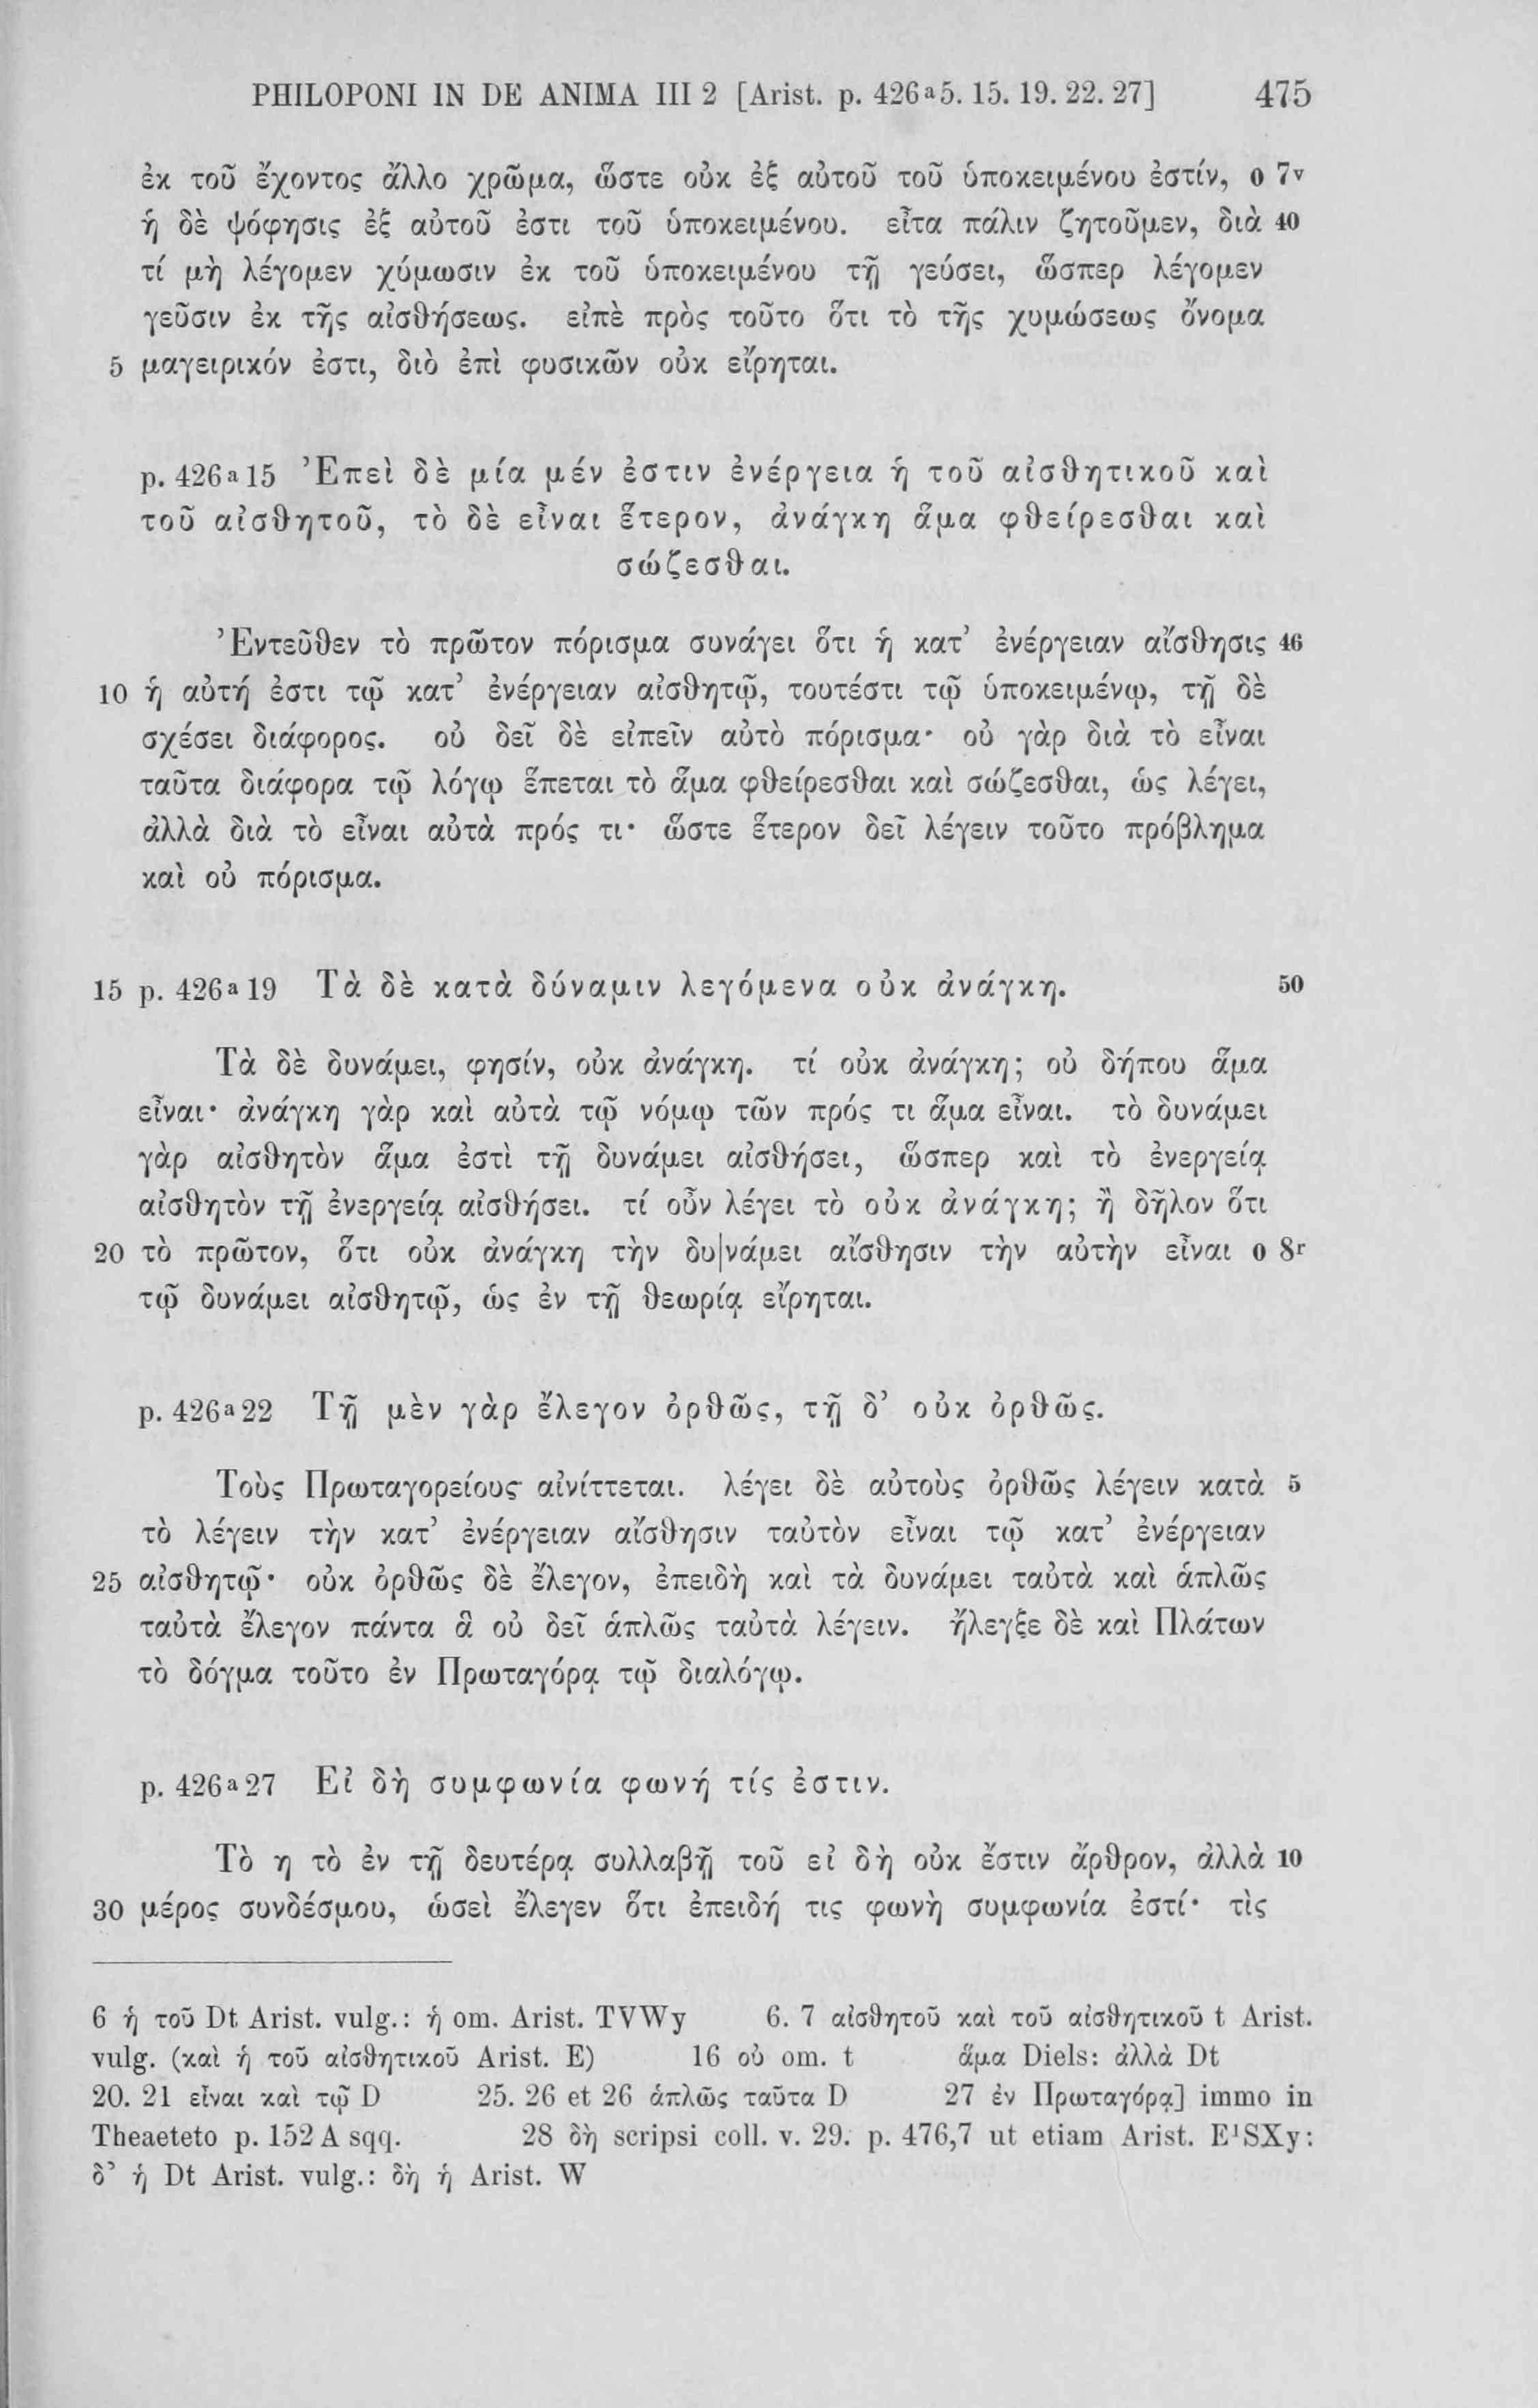 PHILOPONI IN DE ANIMA III 2 [Arist. p. 426ª5. 15. 19. 22. 27] 475
ἐκ τοῦ ἔχοντος ἄλλο χρῶμα, ὥστε οὐκ ἐξ αὐτοῦ τοῦ ὑποκειμένου ἐστίν, o 7v
ἡ δὲ ψόφησις ἐξ αὐτοῦ ἐστι τοῦ ὑποκειμένου. εἶτα πάλιν ζητοῦμεν, διὰ 40
τί μὴ λέγομεν χύμωσιν ἐκ τοῦ ὑποκειμένου τῇ γεύσει, ὥσπερ λέγομεν
γεῦσιν ἐκ τῆς αἰσθήσεως. εἰπὲ πρὸς τοῦτο ὅτι τὸ τῆς χυμώσεως ὄνομα
5 μαγειρικόν ἐστι, διὸ ἐπὶ φυσικῶν οὐκ εἴρηται.
p. 426ª15 Ἐπεὶ δὲ μία μέν ἐστιν ἐνέργεια ἡ τοῦ αἰσθητικοῦ καὶ
τοῦ αἰσθητοῦ, τὸ δὲ εἶναι ἕτερον, ἀνάγκη ἅμα φθείρεσθαι καὶ
σώζεσθαι.
Ἐντεῦθεν τὸ πρῶτον πόρισμα συνάγει ὅτι ἡ κατ’ ἐνέργειαν αἴσθησις 46
10 ἡ αὐτή ἐστι τῷ κατ’ ἐνέργειαν αἰσθητῷ, τουτέστι τῷ ὑποκειμένῳ, τῇ δὲ
σχέσει διάφορος. οὐ δεῖ δὲ εἰπεῖν αὐτὸ πόρισμα· οὐ γὰρ διὰ τὸ εἶναι
ταῦτα διάφορα τῷ λόγῳ ἕπεται τὸ ἅμα φθείρεσθαι καὶ σώζεσθαι, ὡς λέγει,
ἀλλὰ διὰ τὸ εἶναι αὐτὰ πρός τι· ὥστε ἕτερον δεῖ λέγειν τοῦτο πρόβλημα
καὶ οὐ πόρισμα.
15 p. 426ª19 Τὰ δὲ κατὰ δύναμιν λεγόμενα οὐκ ἀνάγκη. 50
Τὰ δὲ δυνάμει, φησίν, οὐκ ἀνάγκη. τί οὐκ ἀνάγκη; οὐ δήπου ἅμα
εἶναι· ἀνάγκη γὰρ καὶ αὐτὰ τῷ νόμῳ τῶν πρός τι ἅμα εἶναι. τὸ δυνάμει
γὰρ αἰσθητὸν ἅμα ἐστὶ τῇ δυνάμει αἰσθήσει, ὥσπερ καὶ τὸ ἐνεργείᾳ
αἰσθητὸν τῇ ἐνεργείᾳ αἰσθήσει. τί οὖν λέγει τὸ οὐκ ἀνάγκη; ἢ δῆλον ὅτι
20 τὸ πρῶτον, ὅτι οὐκ ἀνάγκη τὴν δυ|νάμει αἴσθησιν τὴν αὐτὴν εἶναι o 8r
τῷ δυνάμει αἰσθητῷ, ὡς ἐν τῇ θεωρίᾳ εἴρηται.
p. 426ª22 Τῇ μὲν γὰρ ἔλεγον ὀρθῶς, τῇ δ’ οὐκ ὀρθῶς.
Τοὺς Πρωταγορείους αἰνίττεται. λέγει δὲ αὐτοὺς ὀρθῶς λέγειν κατὰ 5
τὸ λέγειν τὴν κατ’ ἐνέργειαν αἴσθησιν ταὐτὸν εἶναι τῷ κατ’ ἐνέργειαν
25 αἰσθητῷ· οὐκ ὀρθῶς δὲ ἔλεγον, ἐπειδὴ καὶ τὰ δυνάμει ταὐτὰ καὶ ἁπλῶς
ταὐτὰ ἔλεγον πάντα ἃ οὐ δεῖ ἁπλῶς ταὐτὰ λέγειν. ἤλεγξε δὲ καὶ Πλάτων
τὸ δόγμα τοῦτο ἐν Πρωταγόρᾳ τῷ διαλόγῳ.
p. 426ª27 Εἰ δὴ συμφωνία φωνή τίς ἐστιν.
Τὸ η τὸ ἐν τῇ δευτέρᾳ συλλαβῇ τοῦ εἰ δὴ οὐκ ἔστιν ἄρθρον, ἀλλὰ 10
30 μέρος συνδέσμου, ὡσεὶ ἔλεγεν ὅτι ἐπειδή τις φωνὴ συμφωνία ἐστί· τὶς
6 ἡ τοῦ Dt Arist. vulg.: ἡ om. Arist. TVWy 6. 7 αἰσθητοῦ καὶ τοῦ αἰσθητικοῦ t Arist.
vulg. (καὶ ἡ τοῦ αἰσθητικοῦ Arist. E) 16 οὐ om. t ἅμα Diels: ἀλλὰ Dt
20. 21 εἶναι καὶ τῷ D 25. 26 et 26 ἁπλῶς ταῦτα D 27 ἐν Πρωταγόρᾳ] immo in
Theaeteto p. 152 A sqq. 28 δὴ scripsi coll. v. 29. p. 476,7 ut etiam Arist. E¹SXy:
δ’ ἡ Dt Arist. vulg.: δὴ ἡ Arist. W